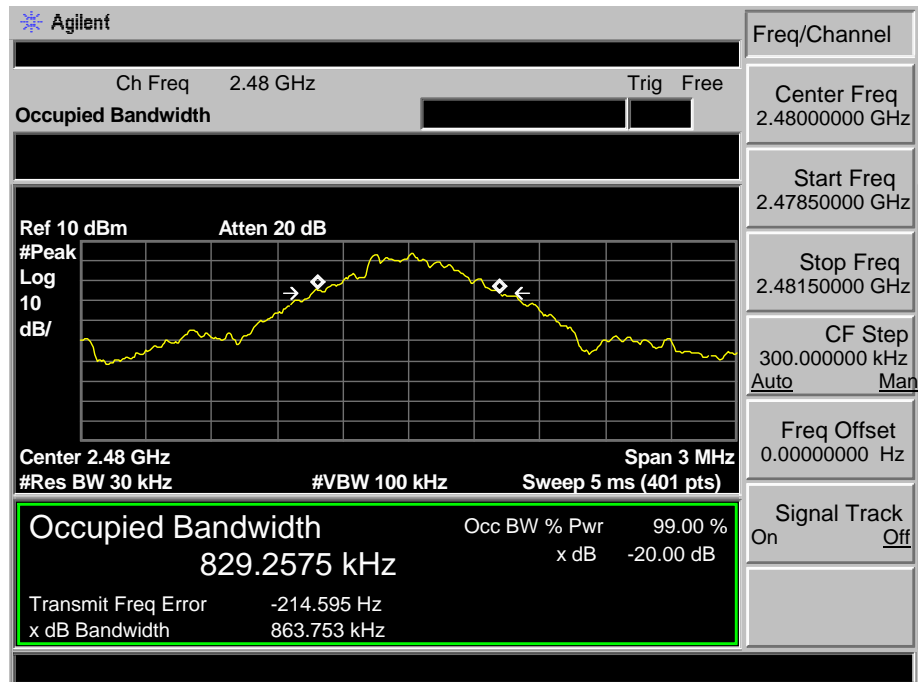 Agilent
Freq/Channel
Ch Freq 2.48 GHz Trig Free
Occupied Bandwidth
Center Freq
2.48000000 GHz
Start Freq
2.47850000 GHz
Stop Freq
2.48150000 GHz
CF Step
300.000000 kHz
Auto Man
Freq Offset
0.00000000 Hz
Signal Track
On Off
Ref 10 dBm Atten 20 dB
#Peak
Log
10
dB/
Center 2.48 GHz Span 3 MHz
#Res BW 30 kHz #VBW 100 kHz Sweep 5 ms (401 pts)
Occupied Bandwidth Occ BW % Pwr 99.00 %
829.2575 kHz x dB -20.00 dB
Transmit Freq Error -214.595 Hz
x dB Bandwidth 863.753 kHz